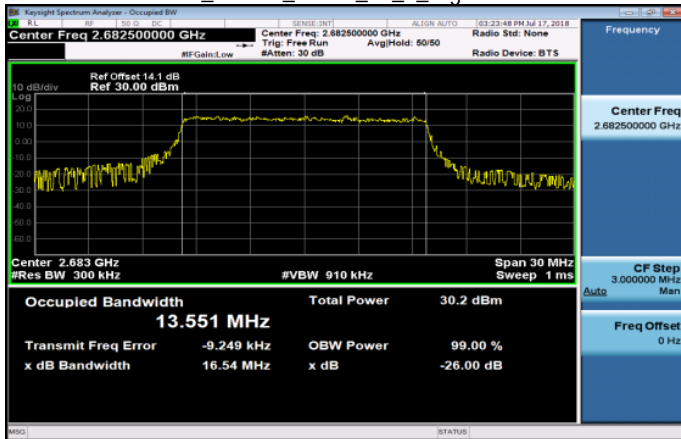 Keysight Spectrum Analyzer - Occupied BW
RL RF 50 Ω DC SENSE:INT ALIGN AUTO 03:23:48 PM Jul 17, 2018
Center Freq 2.682500000 GHz
Center Freq: 2.682500000 GHz Radio Std: None
Trig: Free Run Avg|Hold: 50/50
#IFGain:Low #Atten: 30 dB Radio Device: BTS
Ref Offset 14.1 dB
10 dB/div Ref 30.00 dBm
Log
20.0
10.0
0.00
-10.0
-20.0
-30.0
-40.0
-50.0
-60.0
Center 2.683 GHz Span 30 MHz
#Res BW 300 kHz #VBW 910 kHz Sweep 1 ms
Occupied Bandwidth Total Power 30.2 dBm
13.551 MHz
Transmit Freq Error -9.249 kHz OBW Power 99.00 %
x dB Bandwidth 16.54 MHz x dB -26.00 dB
MSG STATUS
Frequency
Center Freq
2.682500000 GHz
CF Step
3.000000 MHz
Auto Man
Freq Offset
0 Hz